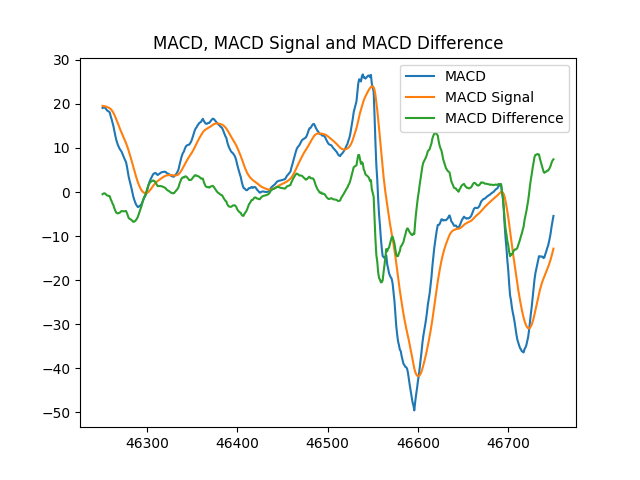 MACD, MACD Signal and MACD Difference
MACD
MACD Signal
MACD Difference
30
20
10
0
−10
−20
−30
−40
−50
46300 46400 46500 46600 46700